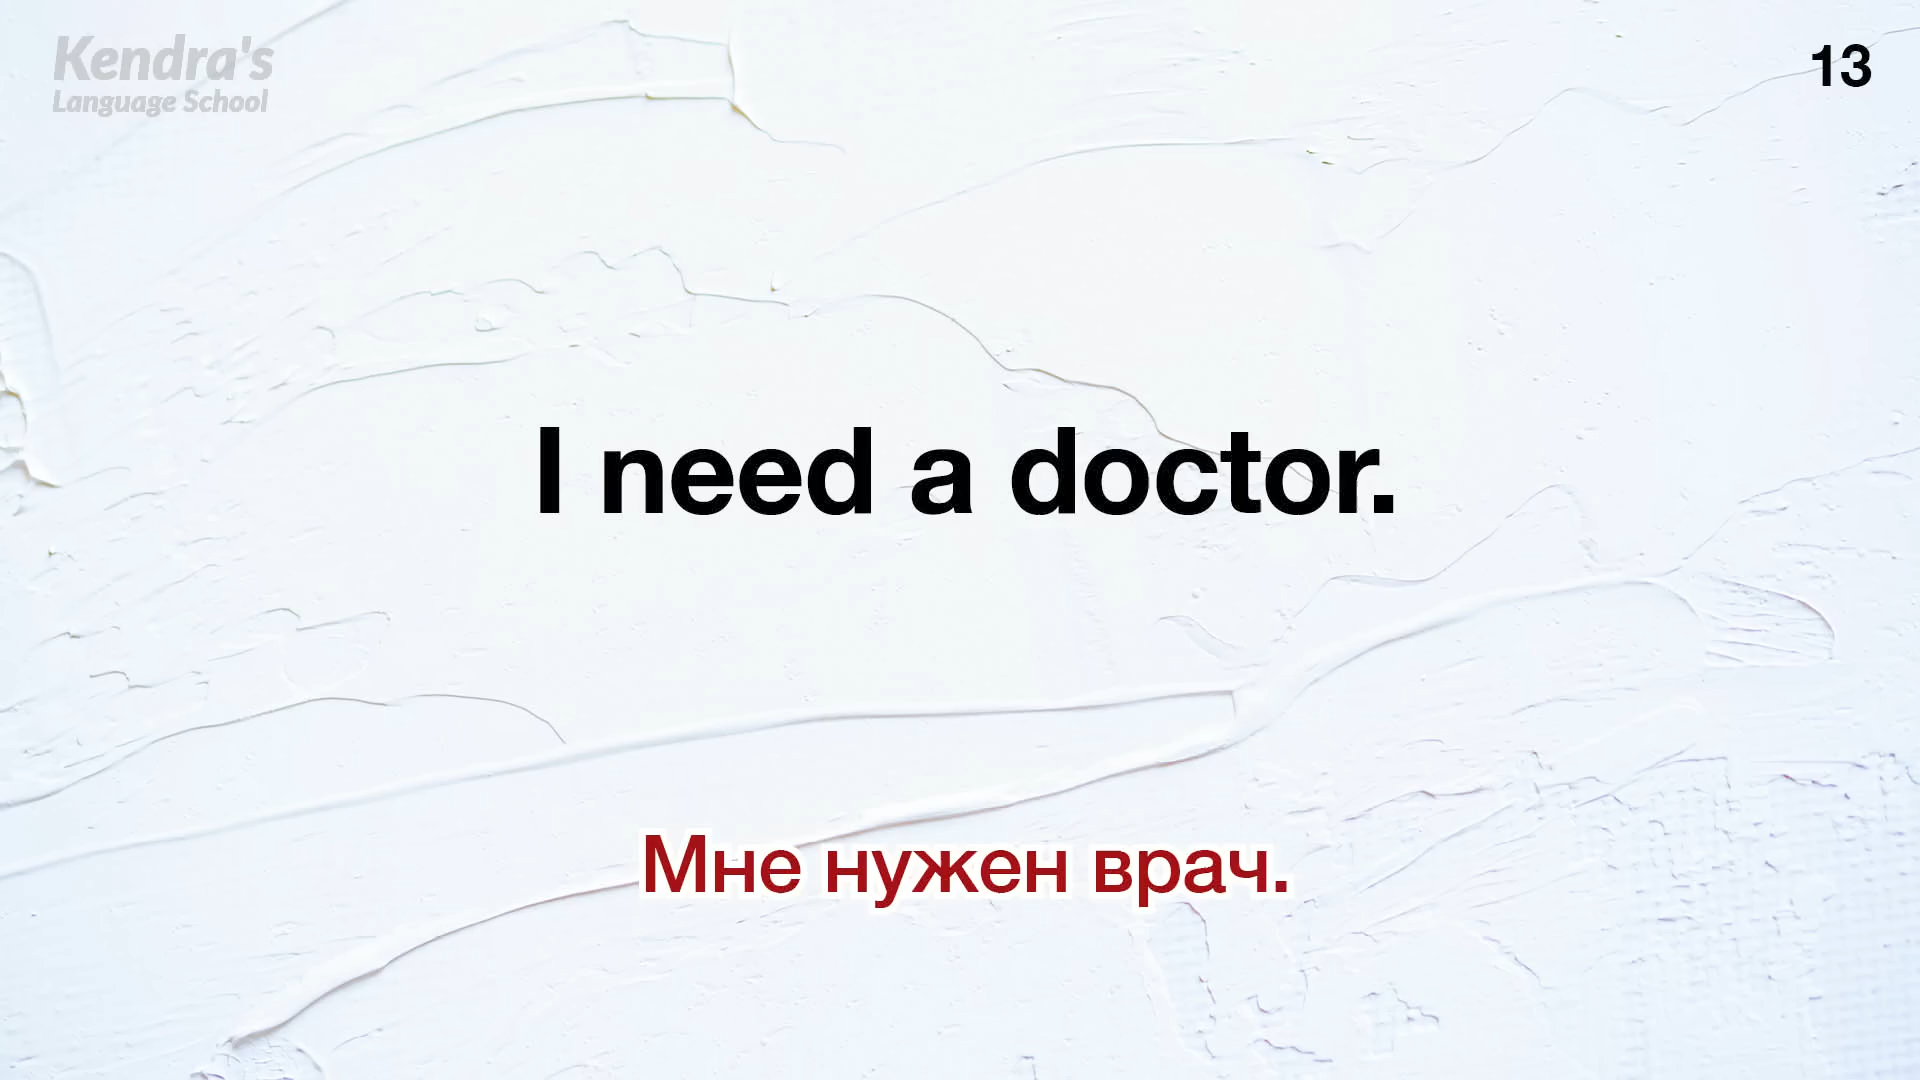 Kendra's
Language School
13
I need a doctor.
Мне нужен врач.